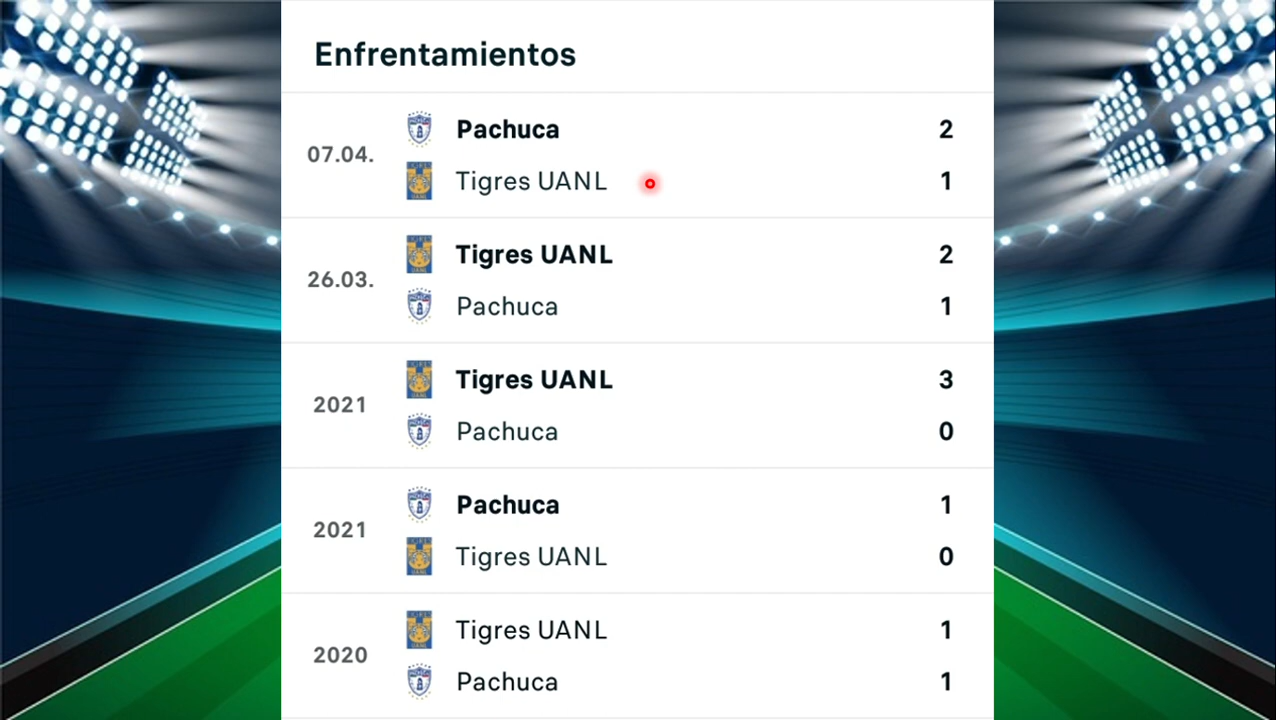 Enfrentamientos
07.04.
Pachuca 2
Tigres UANL 1
26.03.
Tigres UANL 2
Pachuca 1
2021
Tigres UANL 3
Pachuca 0
2021
Pachuca 1
Tigres UANL 0
2020
Tigres UANL 1
Pachuca 1